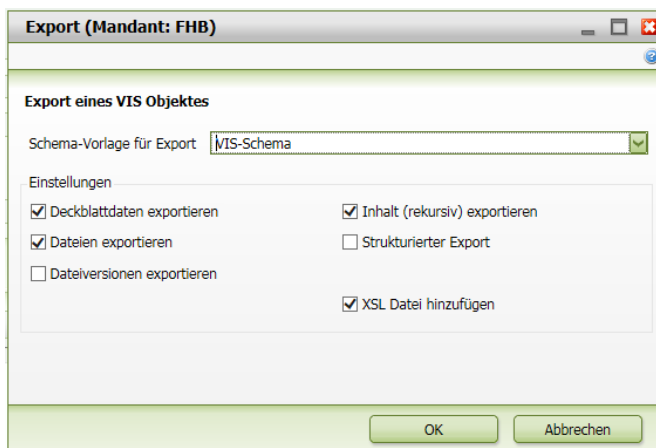 Export (Mandant: FHB)
Export eines VIS Objektes
Schema-Vorlage für Export VIS-Schema
Einstellungen
Deckblattdaten exportieren Inhalt (rekursiv) exportieren
Dateien exportieren Strukturierter Export
Dateiversionen exportieren
XSL Datei hinzufügen
OK Abbrechen